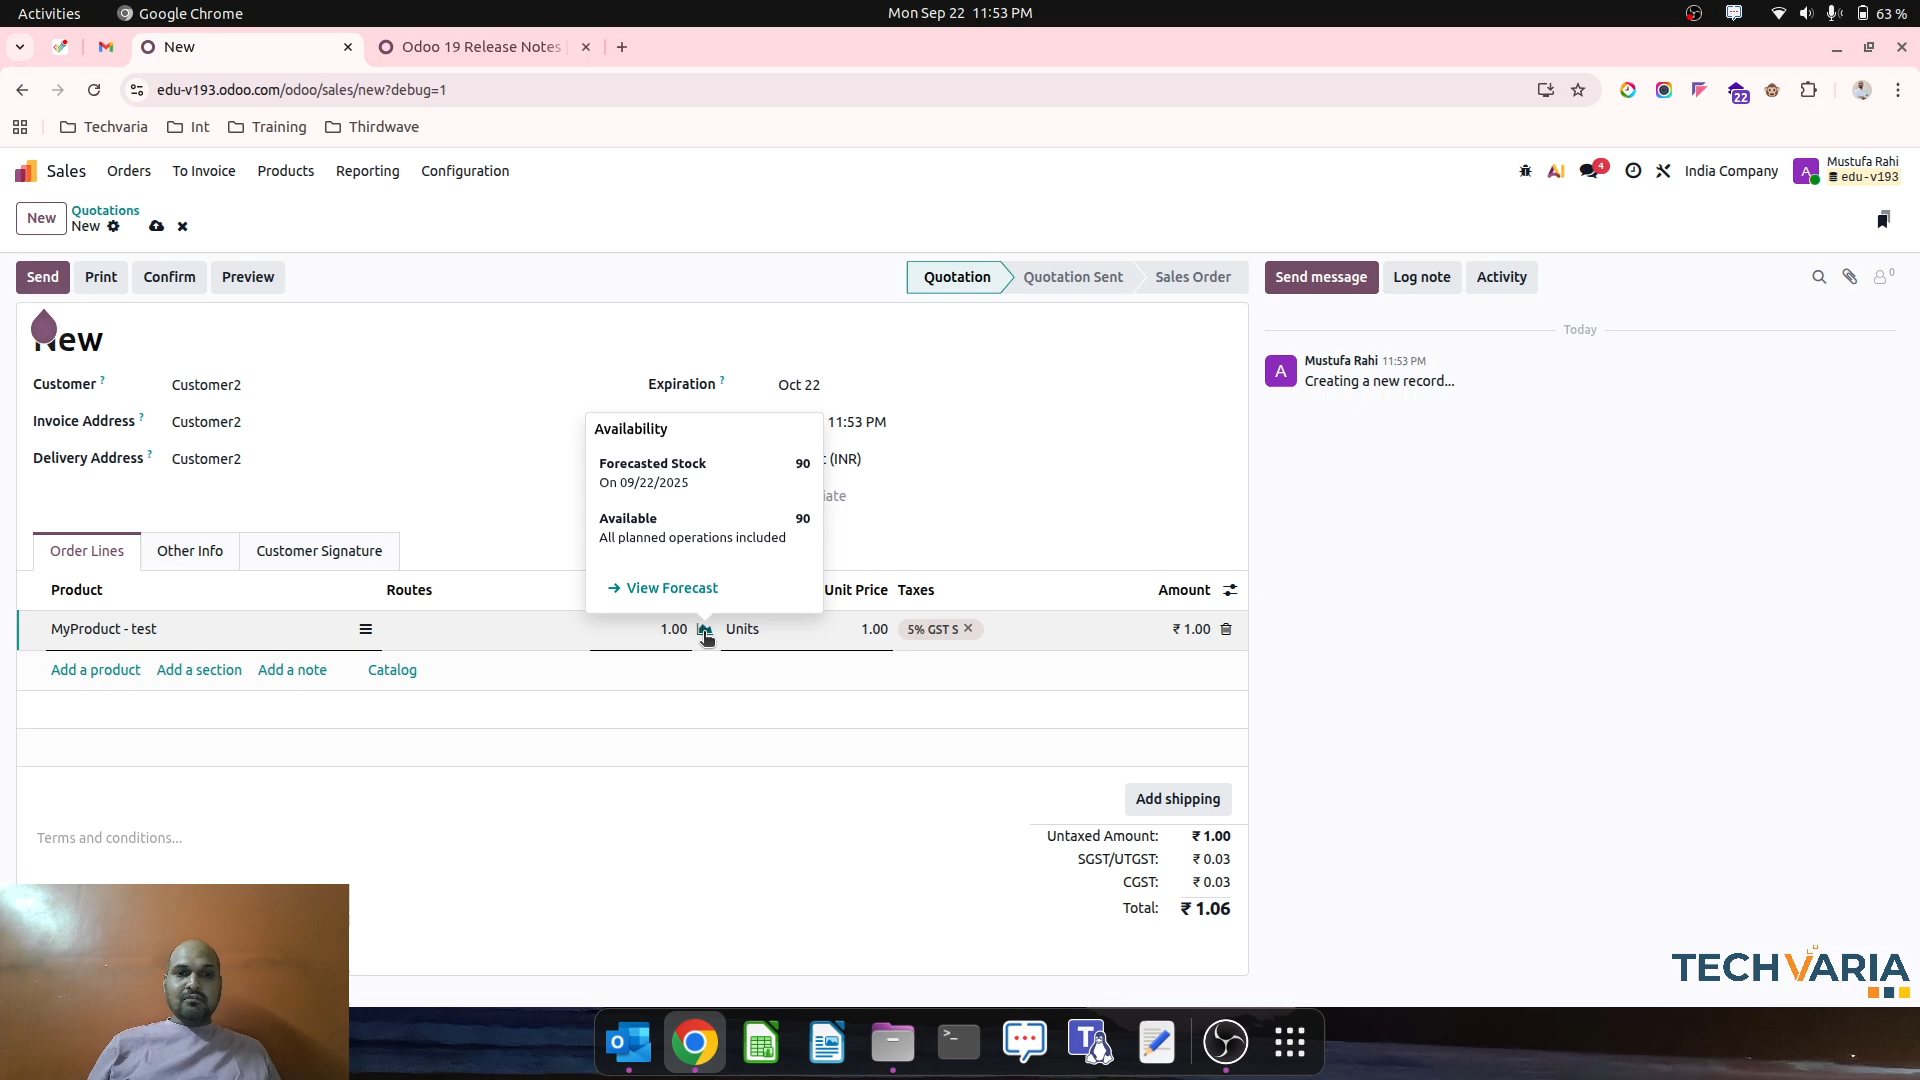 Activities Google Chrome Mon Sep 22 11:53 PM 63 %
New Odoo 19 Release Notes
edu-v193.odoo.com/odoo/sales/new?debug=1 22
Techvaria Int Training Thirdwave
Sales Orders To Invoice Products Reporting Configuration AI 4 India Company A Mustufa Rahi
edu-v193
New Quotations
New
Send Print Confirm Preview Quotation Quotation Sent Sales Order Send message Log note Activity 0
New
Today
Customer ? Customer2 Expiration ? Oct 22
A Mustufa Rahi 11:53 PM
Creating a new record...
Invoice Address ? Customer2 11:53 PM
Delivery Address ? Customer2 (INR)
Availability
Forecasted Stock 90
On 09/22/2025
Available 90
All planned operations included
View Forecast
Order Lines Other Info Customer Signature
Product Routes Unit Price Taxes Amount
MyProduct - test 1.00 Units 1.00 5% GST S ₹ 1.00
Add a product Add a section Add a note Catalog
Add shipping
Terms and conditions...
Untaxed Amount: ₹ 1.00
SGST/UTGST: ₹ 0.03
CGST: ₹ 0.03
Total: ₹ 1.06
TECHVARIA